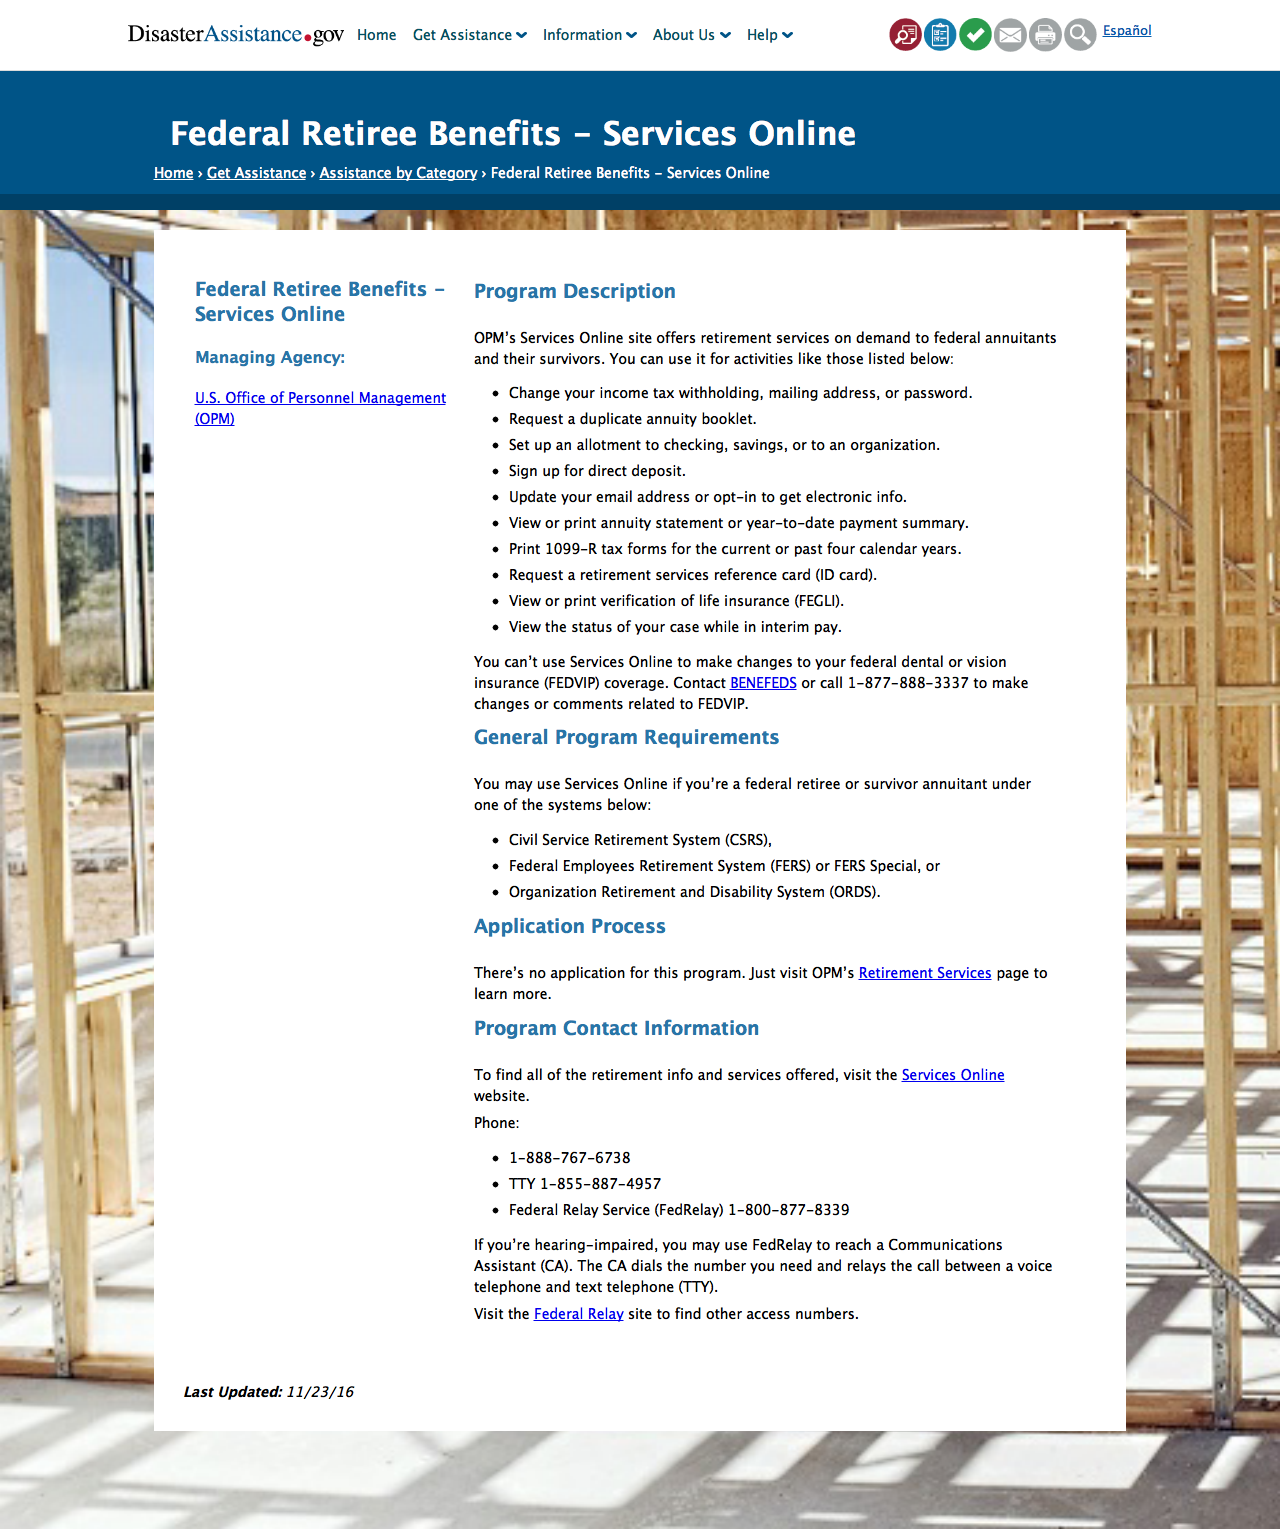 DisasterAssistance.gov Home Get Assistance Information About Us Help Español
Federal Retiree Benefits - Services Online
Home › Get Assistance › Assistance by Category › Federal Retiree Benefits - Services Online
Federal Retiree Benefits -
Services Online
Managing Agency:
U.S. Office of Personnel Management
(OPM)
Program Description
OPM's Services Online site offers retirement services on demand to federal annuitants
and their survivors. You can use it for activities like those listed below:
• Change your income tax withholding, mailing address, or password.
• Request a duplicate annuity booklet.
• Set up an allotment to checking, savings, or to an organization.
• Sign up for direct deposit.
• Update your email address or opt-in to get electronic info.
• View or print annuity statement or year-to-date payment summary.
• Print 1099-R tax forms for the current or past four calendar years.
• Request a retirement services reference card (ID card).
• View or print verification of life insurance (FEGLI).
• View the status of your case while in interim pay.
You can't use Services Online to make changes to your federal dental or vision
insurance (FEDVIP) coverage. Contact BENEFEDS or call 1-877-888-3337 to make
changes or comments related to FEDVIP.
General Program Requirements
You may use Services Online if you're a federal retiree or survivor annuitant under
one of the systems below:
• Civil Service Retirement System (CSRS),
• Federal Employees Retirement System (FERS) or FERS Special, or
• Organization Retirement and Disability System (ORDS).
Application Process
There's no application for this program. Just visit OPM's Retirement Services page to
learn more.
Program Contact Information
To find all of the retirement info and services offered, visit the Services Online
website.
Phone:
• 1-888-767-6738
• TTY 1-855-887-4957
• Federal Relay Service (FedRelay) 1-800-877-8339
If you're hearing-impaired, you may use FedRelay to reach a Communications
Assistant (CA). The CA dials the number you need and relays the call between a voice
telephone and text telephone (TTY).
Visit the Federal Relay site to find other access numbers.
Last Updated: 11/23/16